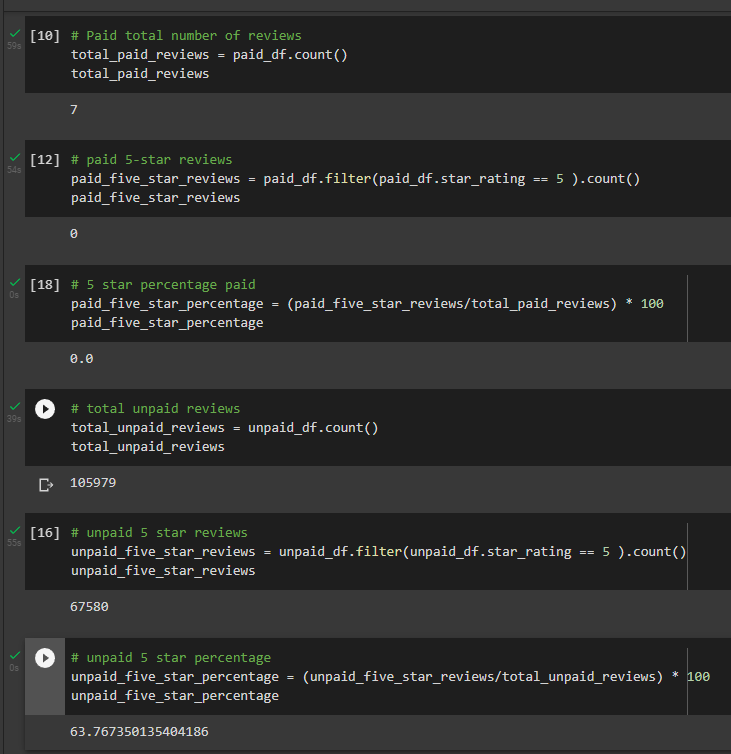 [10] # Paid total number of reviews
59s total_paid_reviews = paid_df.count()
total_paid_reviews
7
[12] # paid 5-star reviews
54s paid_five_star_reviews = paid_df.filter(paid_df.star_rating == 5 ).count()
paid_five_star_reviews
0
[18] # 5 star percentage paid
0s paid_five_star_percentage = (paid_five_star_reviews/total_paid_reviews) * 100
paid_five_star_percentage
0.0
# total unpaid reviews
39s total_unpaid_reviews = unpaid_df.count()
total_unpaid_reviews
105979
[16] # unpaid 5 star reviews
55s unpaid_five_star_reviews = unpaid_df.filter(unpaid_df.star_rating == 5 ).count()
unpaid_five_star_reviews
67580
# unpaid 5 star percentage
0s unpaid_five_star_percentage = (unpaid_five_star_reviews/total_unpaid_reviews) * 100
unpaid_five_star_percentage
63.767350135404186